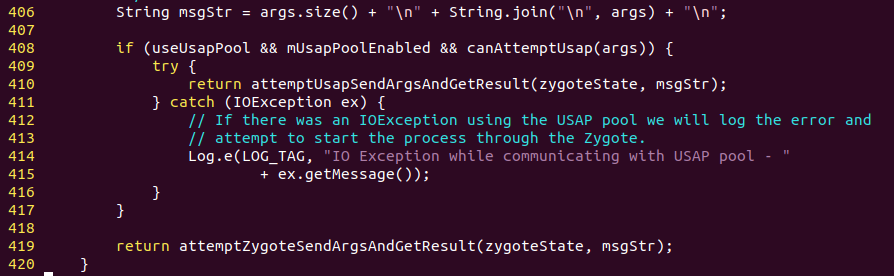 406         String msgStr = args.size() + "\n" + String.join("\n", args) + "\n";
407
408         if (useUsapPool && mUsapPoolEnabled && canAttemptUsap(args)) {
409             try {
410                 return attemptUsapSendArgsAndGetResult(zygoteState, msgStr);
411             } catch (IOException ex) {
412                 // If there was an IOException using the USAP pool we will log the error and
413                 // attempt to start the process through the Zygote.
414                 Log.e(LOG_TAG, "IO Exception while communicating with USAP pool - "
415                         + ex.getMessage());
416             }
417         }
418
419         return attemptZygoteSendArgsAndGetResult(zygoteState, msgStr);
420     }